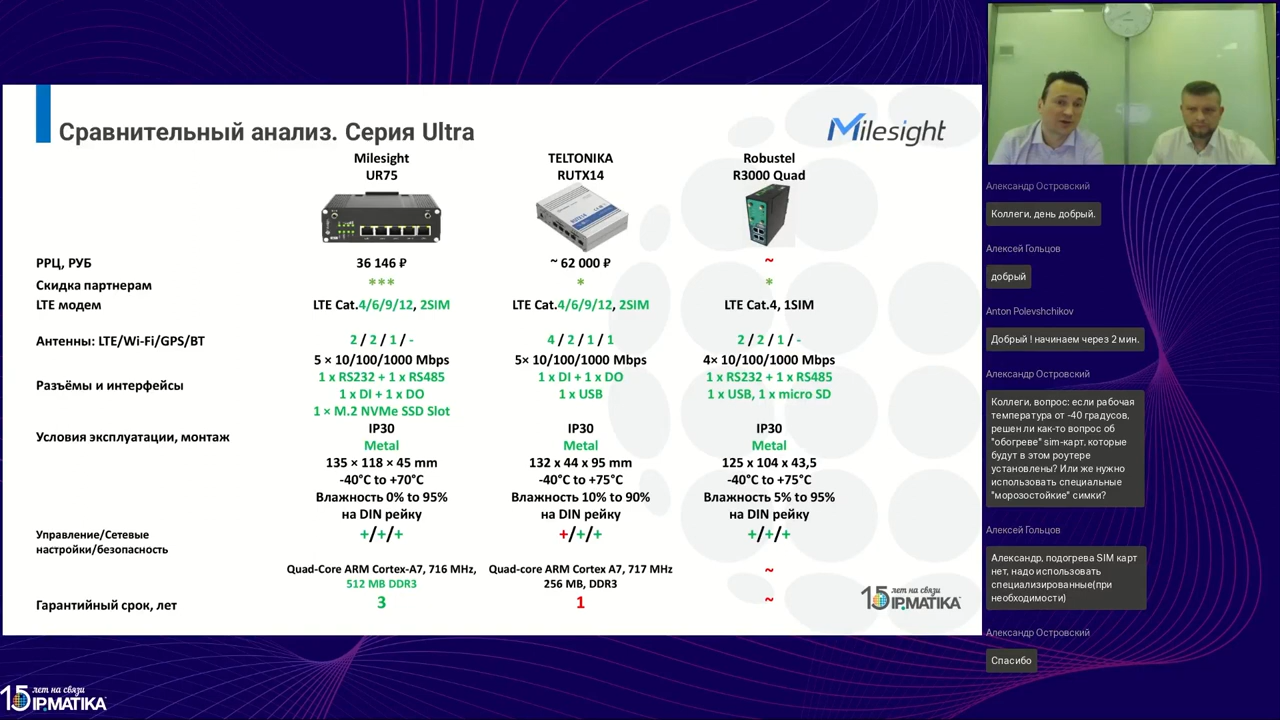 Сравнительный анализ. Серия Ultra
Milesight
Milesight
UR75
TELTONIKA
RUTX14
Robustel
R3000 Quad
RUTX14
РРЦ, РУБ
36 146 ₽
~ 62 000 ₽
~
Скидка партнерам
***
*
*
LTE модем
LTE Cat.4/6/9/12, 2SIM
LTE Cat.4/6/9/12, 2SIM
LTE Cat.4, 1SIM
Антенны: LTE/Wi-Fi/GPS/BT
2 / 2 / 1 / -
4 / 2 / 1 / 1
2 / 2 / 1 / -
Разъёмы и интерфейсы
5 × 10/100/1000 Mbps
1 x RS232 + 1 x RS485
1 x DI + 1 x DO
1 × M.2 NVMe SSD Slot
5× 10/100/1000 Mbps
1 x DI + 1 x DO
1 x USB
4× 10/100/1000 Mbps
1 x RS232 + 1 x RS485
1 x USB, 1 x micro SD
Условия эксплуатации, монтаж
IP30
Metal
135 × 118 × 45 mm
-40°C to +70°C
Влажность 0% to 95%
на DIN рейку
IP30
Metal
132 x 44 x 95 mm
-40°C to +75°C
Влажность 10% to 90%
на DIN рейку
IP30
Metal
125 x 104 x 43,5
-40°C to +75°C
Влажность 5% to 95%
на DIN рейку
Управление/Сетевые
настройки/безопасность
+/+/+
+/+/+
+/+/+
Quad-Core ARM Cortex-A7, 716 MHz,
512 MB DDR3
Quad-core ARM Cortex A7, 717 MHz
256 MB, DDR3
~
Гарантийный срок, лет
3
1
~
15 лет на связи
IPMATIKA
15 лет на связи
IPMATIKA
Александр Островский
Коллеги, день добрый.
Алексей Гольцов
добрый
Anton Polevshchikov
Добрый ! начинаем через 2 мин.
Александр Островский
Коллеги, вопрос: если рабочая
температура от -40 градусов,
решен ли как-то вопрос об
"обогреве" sim-карт, которые
будут в этом роутере
установлены? Или же нужно
использовать специальные
"морозостойкие" симки?
Алексей Гольцов
Александр, подогрева SIM карт
нет, надо использовать
специализированные(при
необходимости)
Александр Островский
Спасибо